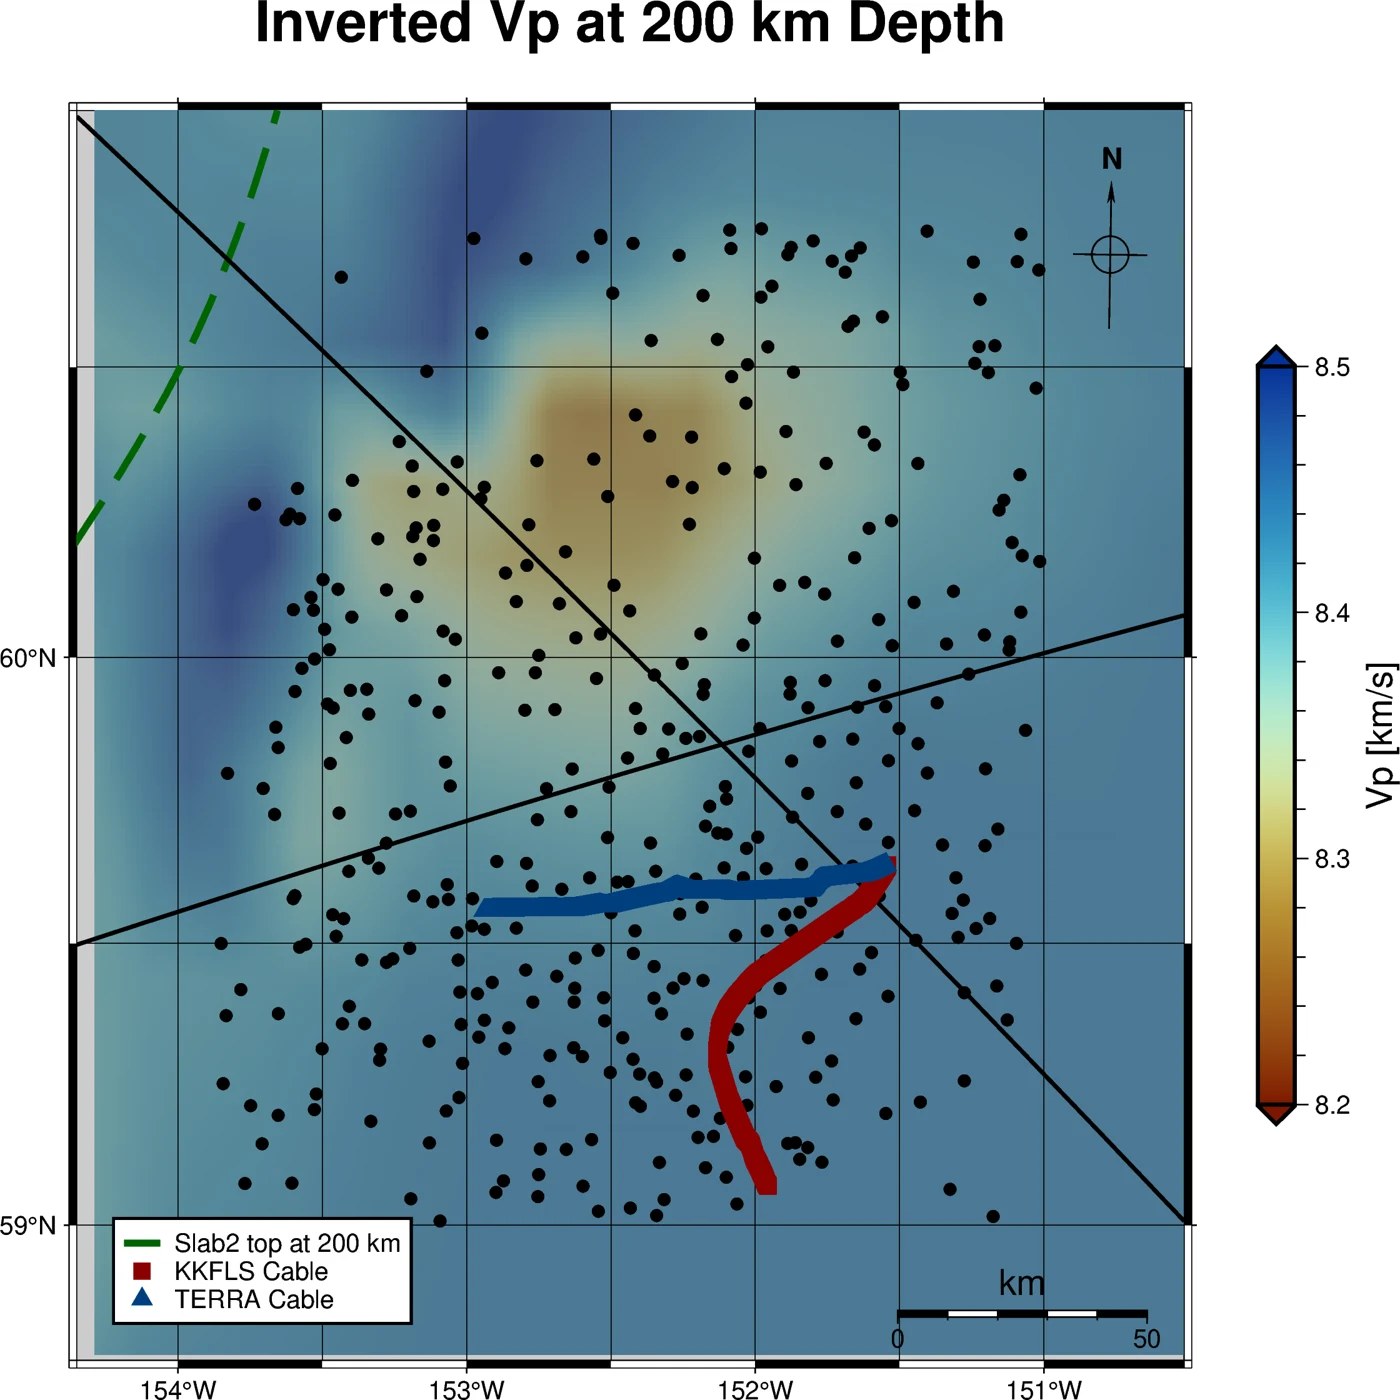 Inverted Vp at 200 km Depth
N
8.5
8.4
8.3
8.2
Vp [km/s]
60°N
59°N
Slab2 top at 200 km
KKFLS Cable
TERRA Cable
km
0 50
154°W 153°W 152°W 151°W